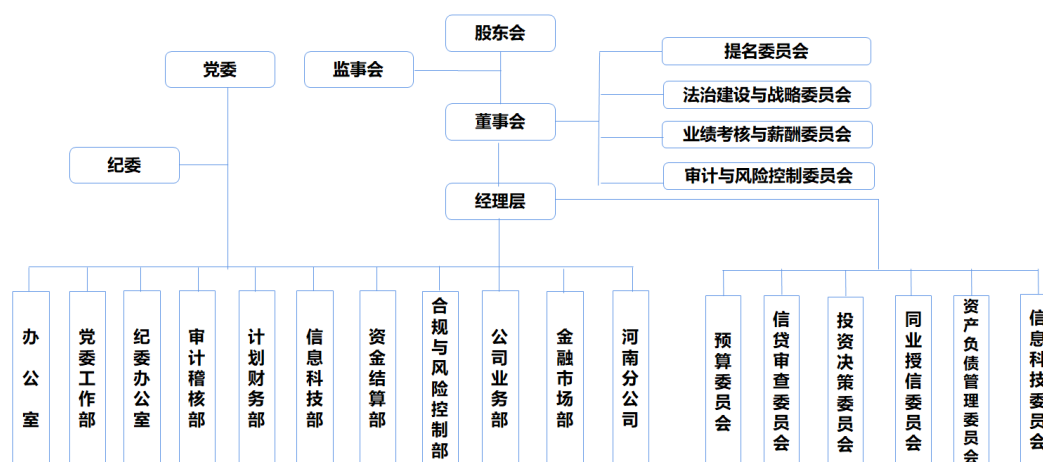 股东会
党委
监事会
提名委员会
法治建设与战略委员会
董事会
业绩考核与薪酬委员会
纪委
审计与风险控制委员会
经理层
办公室
党委工作部
纪委办公室
审计稽核部
计划财务部
信息科技部
资金结算部
合规与风险控制部
公司业务部
金融市场部
河南分公司
预算委员会
信贷审查委员会
投资决策委员会
同业授信委员会
资产负债管理委员会
信息科技委员会